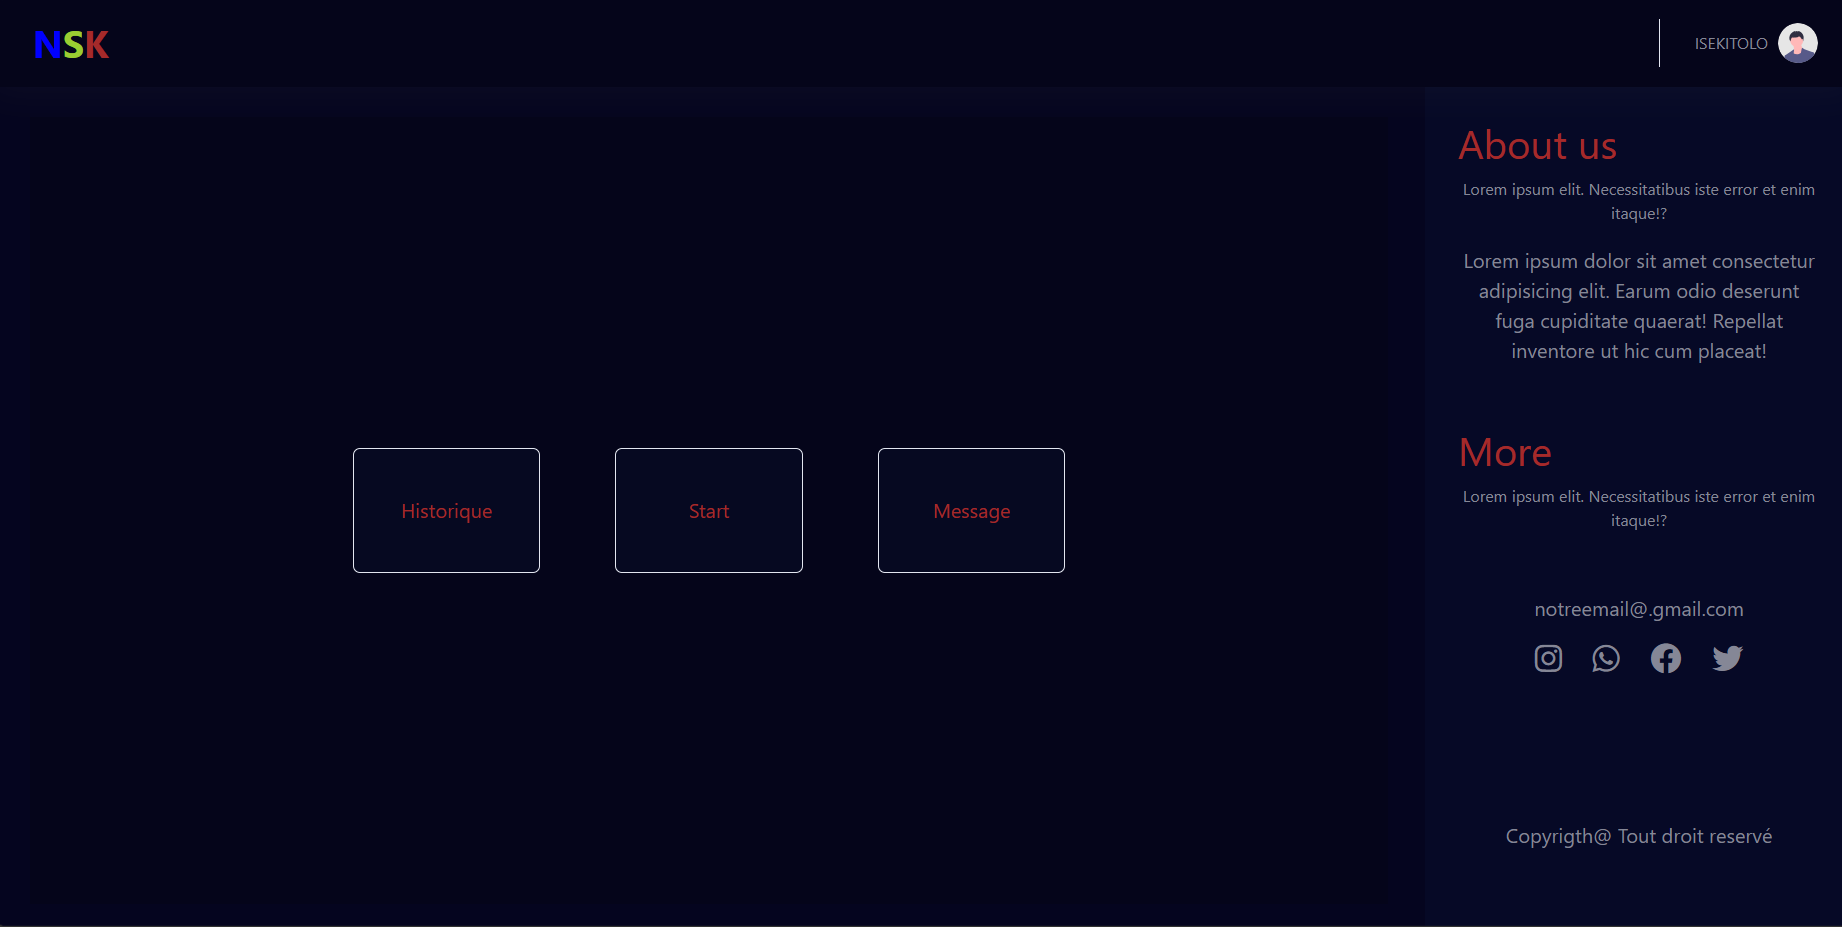 NSK
ISEKITOLO
Historique
Start
Message
About us
Lorem ipsum elit. Necessitatibus iste error et enim
itaque!?
Lorem ipsum dolor sit amet consectetur
adipisicing elit. Earum odio deserunt
fuga cupiditate quaerat! Repellat
inventore ut hic cum placeat!
More
Lorem ipsum elit. Necessitatibus iste error et enim
itaque!?
notreemail@.gmail.com
Copyrigth@ Tout droit reservé